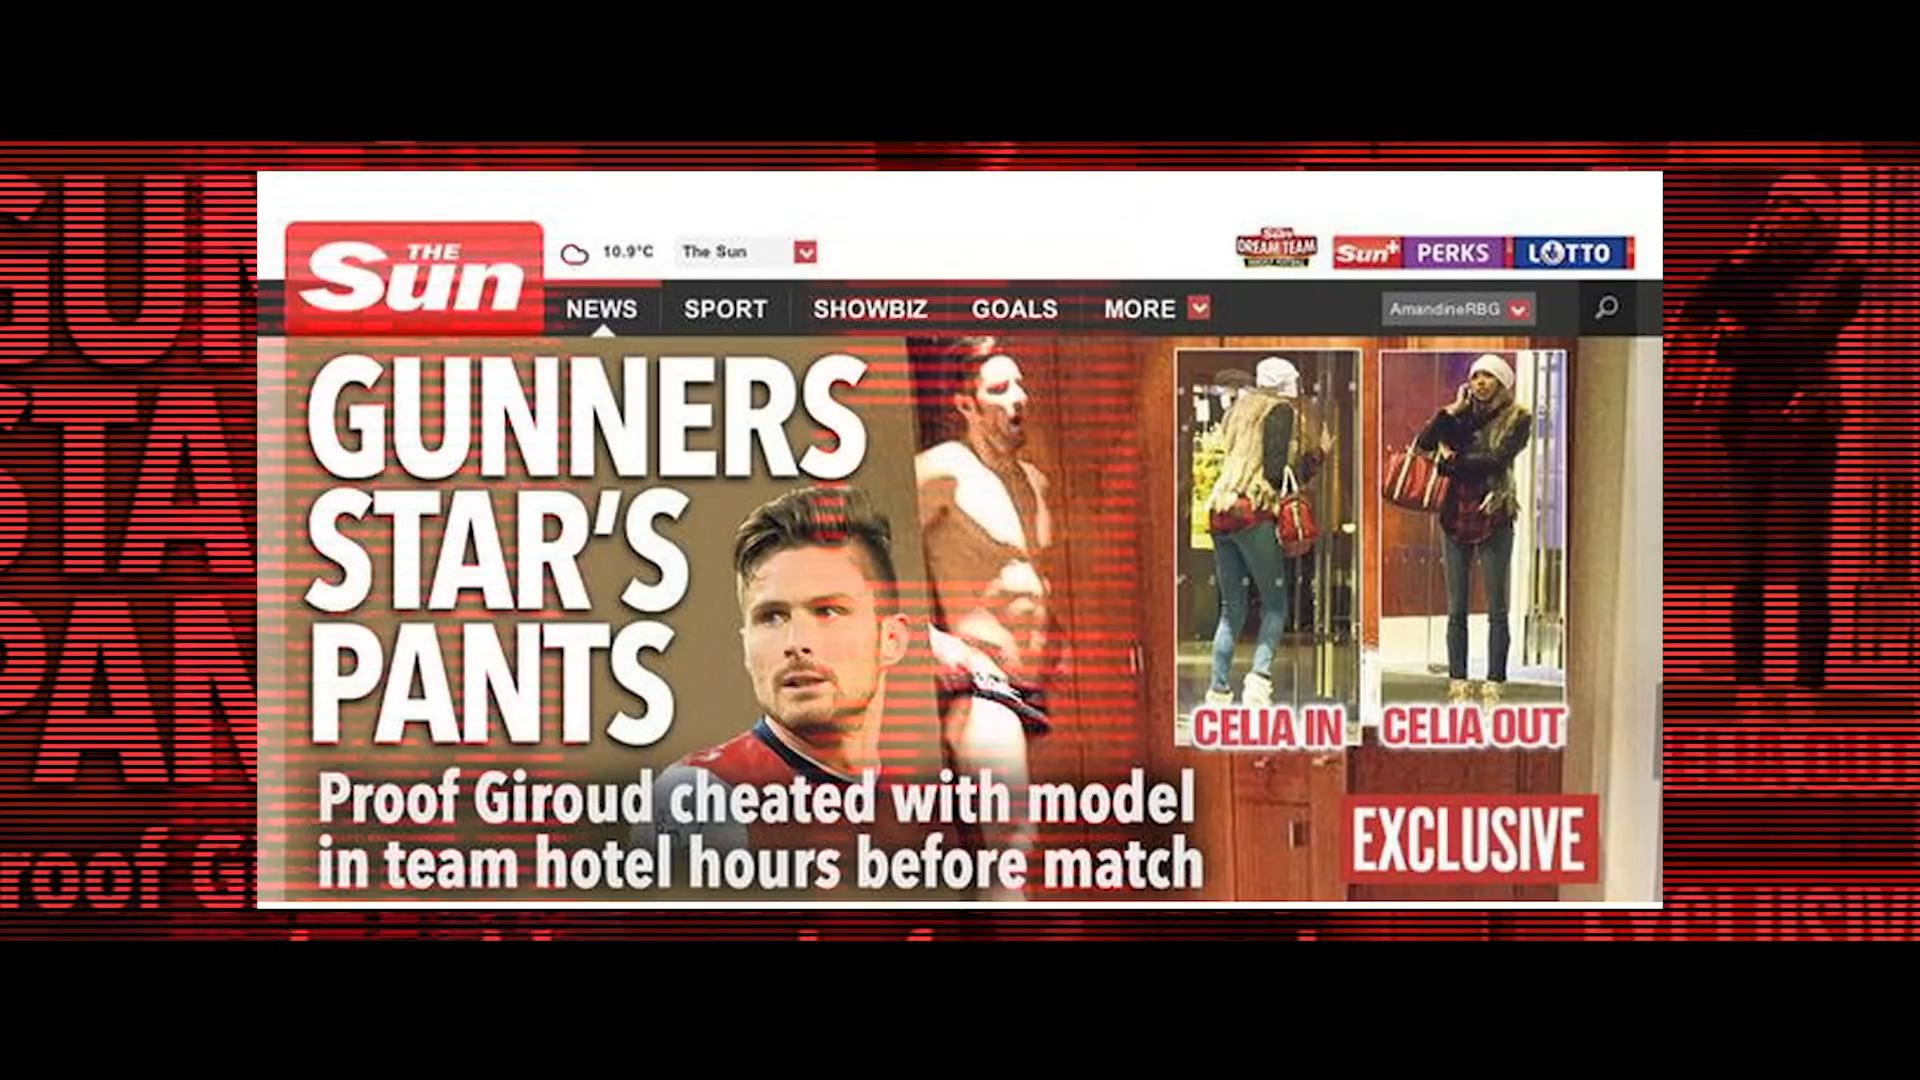 THE
Sun
10.9°C
The Sun
DREAM TEAM
Sun+ PERKS LOTTO
NEWS
SPORT
SHOWBIZ
GOALS
MORE
AmandineRBG
GUNNERS
STAR'S
PANTS
Proof Giroud cheated with model
in team hotel hours before match
CELIA IN
CELIA OUT
EXCLUSIVE